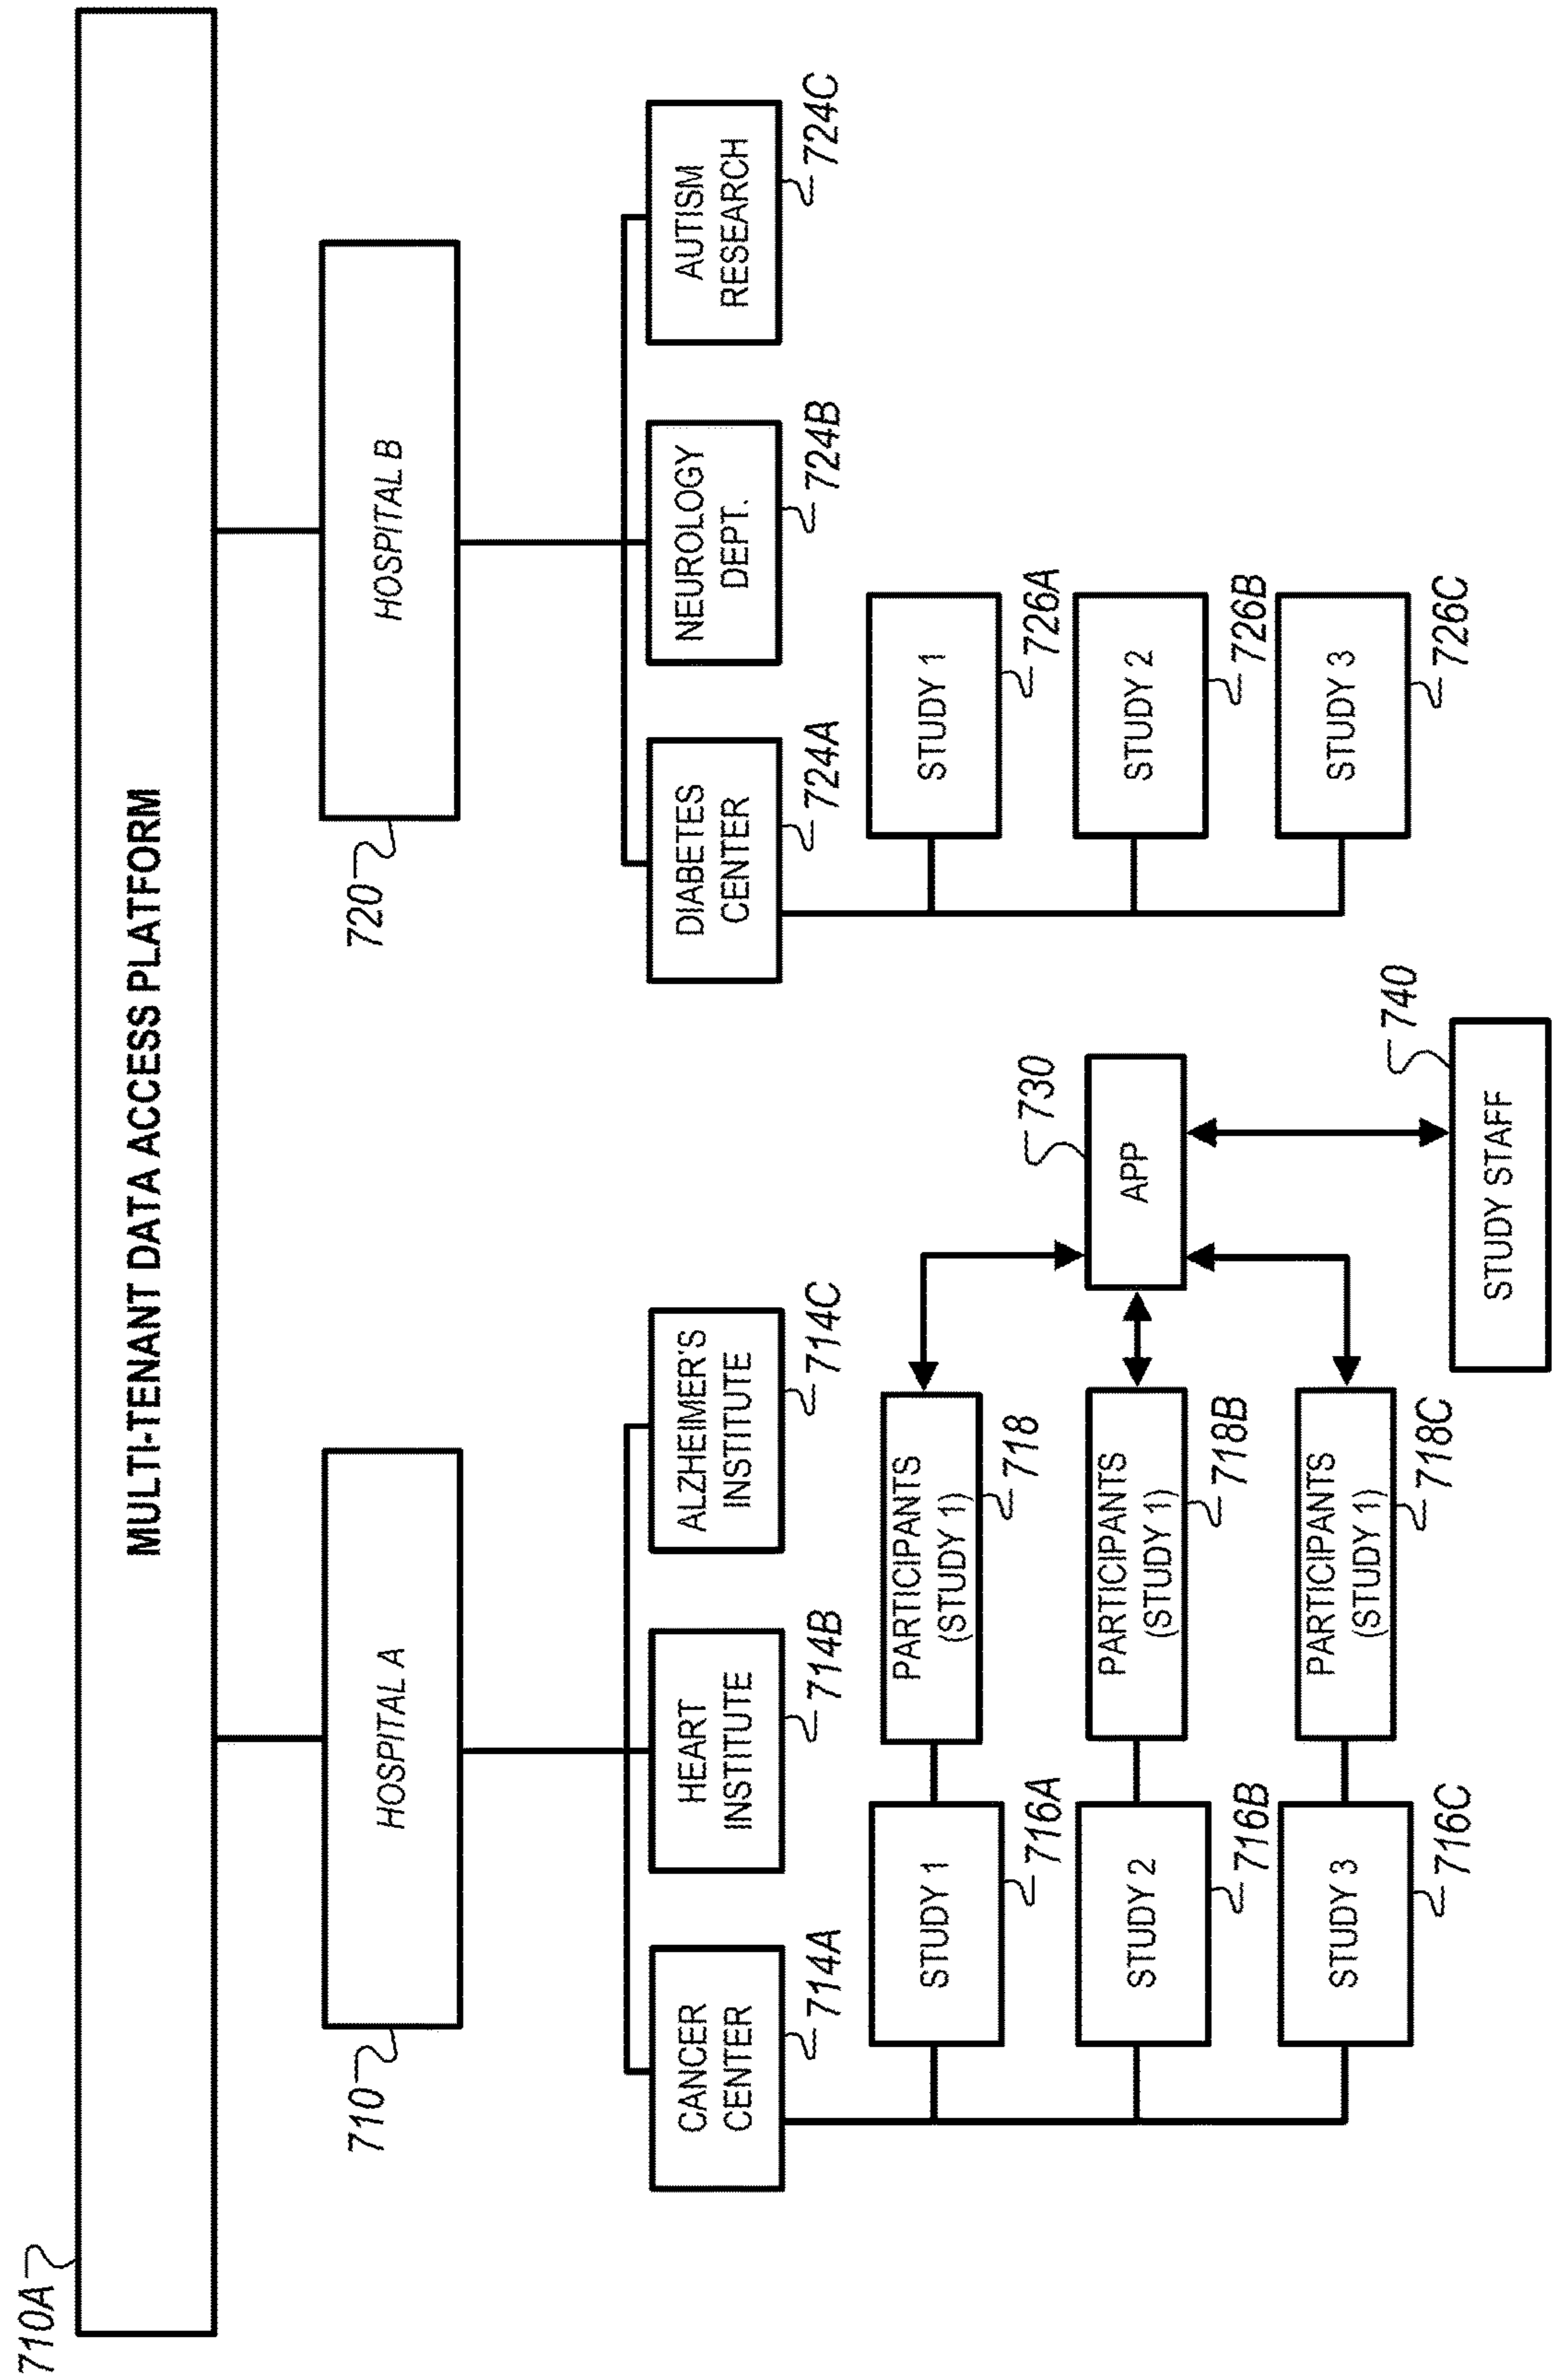 710A
MULTI-TENANT DATA ACCESS PLATFORM
710
HOSPITAL A
720
HOSPITAL B
CANCER
CENTER
714A
HEART
INSTITUTE
714B
ALZHEIMER'S
INSTITUTE
714C
DIABETES
CENTER
724A
NEUROLOGY
DEPT.
724B
AUTISM
RESEARCH
724C
STUDY 1
716A
PARTICIPANTS
(STUDY 1)
718
STUDY 2
716B
PARTICIPANTS
(STUDY 1)
718B
STUDY 3
716C
PARTICIPANTS
(STUDY 1)
718C
730
APP
740
STUDY STAFF
STUDY 1
726A
STUDY 2
726B
STUDY 3
726C